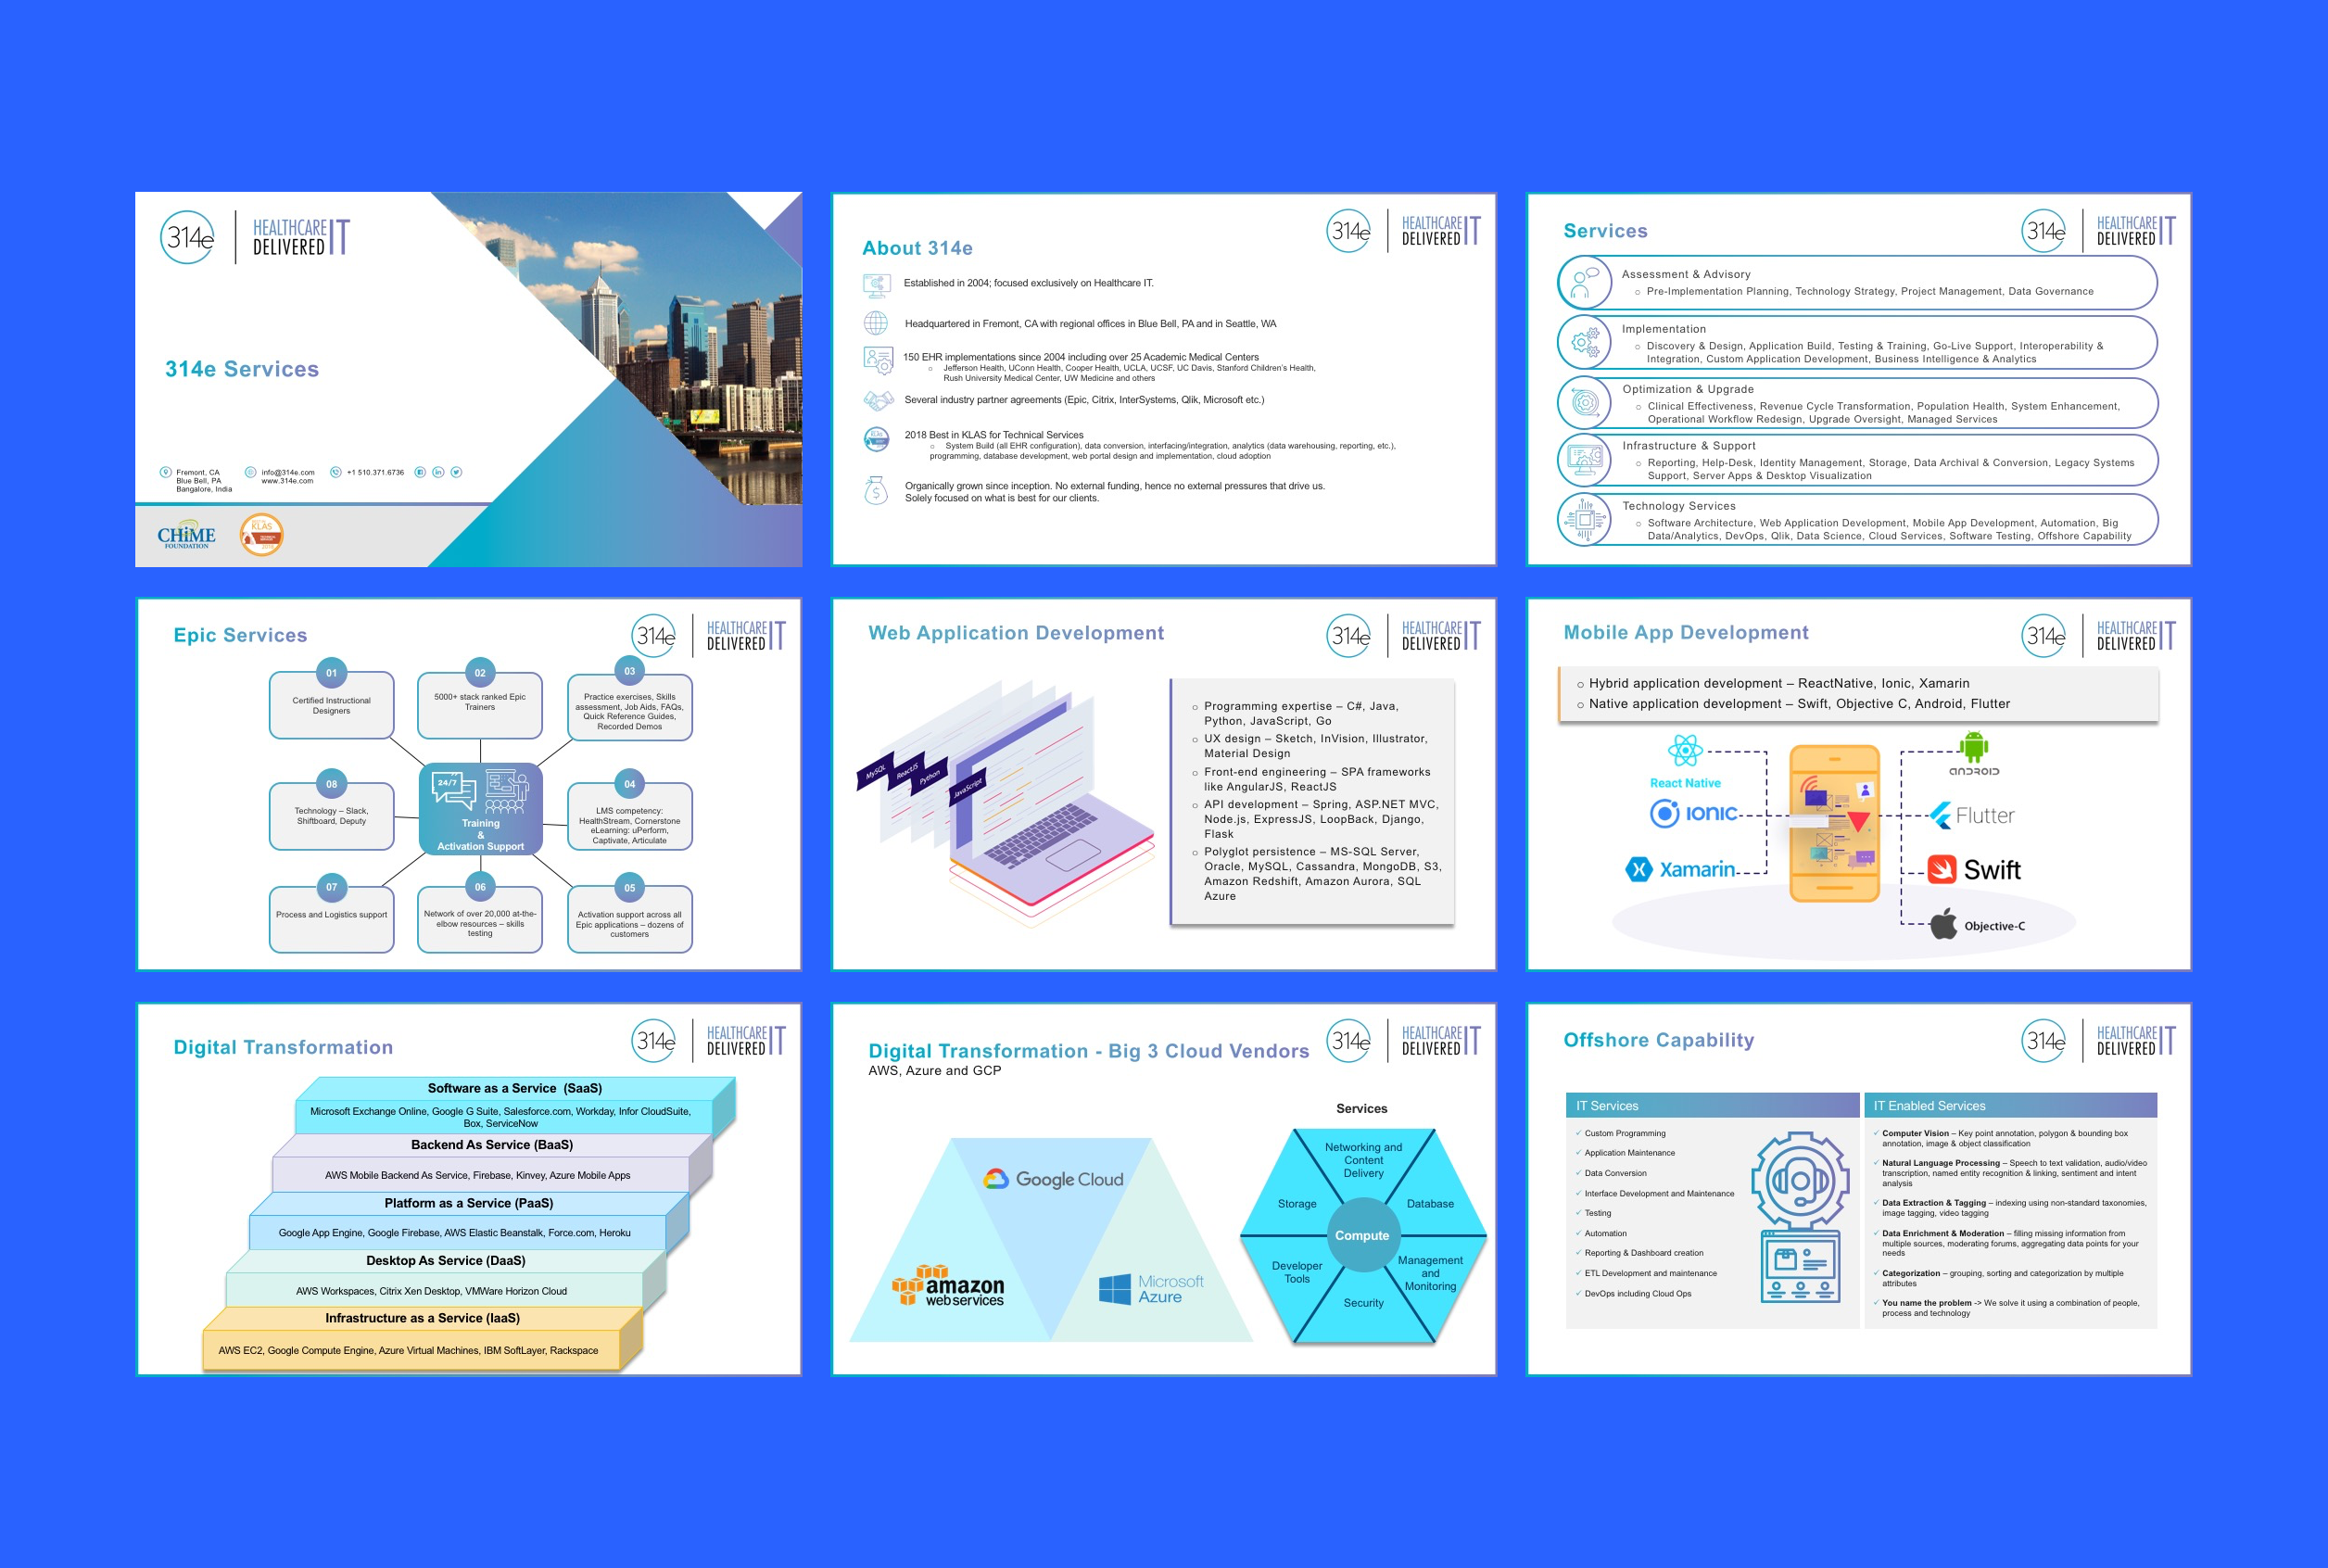 314e
HEALTHCARE IT
DELIVERED
314e Services
Fremont, CA
Blue Bell, PA
Bangalore, India
info@314e.com
www.314e.com
+1 510.371.6736
CHiME
FOUNDATION
KLAS
About 314e
314e
HEALTHCARE IT
DELIVERED
Established in 2004; focused exclusively on Healthcare IT.
Headquartered in Fremont, CA with regional offices in Blue Bell, PA and in Seattle, WA
150 EHR implementations since 2004 including over 25 Academic Medical Centers
Jefferson Health, UConn Health, Cooper Health, UCLA, UCSF, UC Davis, Stanford Children's Health,
Rush University Medical Center, UW Medicine and others
Several industry partner agreements (Epic, Citrix, InterSystems, Qlik, Microsoft etc.)
2018 Best in KLAS for Technical Services
System Build (all EHR configuration), data conversion, interfacing/integration, analytics (data warehousing, reporting, etc.),
programming, database development, web portal design and implementation, cloud adoption
Organically grown since inception. No external funding, hence no external pressures that drive us.
Solely focused on what is best for our clients.
Services
314e
HEALTHCARE IT
DELIVERED
Assessment & Advisory
Pre-Implementation Planning, Technology Strategy, Project Management, Data Governance
Implementation
Discovery & Design, Application Build, Testing & Training, Go-Live Support, Interoperability &
Integration, Custom Application Development, Business Intelligence & Analytics
Optimization & Upgrade
Clinical Effectiveness, Revenue Cycle Transformation, Population Health, System Enhancement,
Operational Workflow Redesign, Upgrade Oversight, Managed Services
Infrastructure & Support
Reporting, Help-Desk, Identity Management, Storage, Data Archival & Conversion, Legacy Systems
Support, Server Apps & Desktop Visualization
Technology Services
Software Architecture, Web Application Development, Mobile App Development, Automation, Big
Data/Analytics, DevOps, Qlik, Data Science, Cloud Services, Software Testing, Offshore Capability
Epic Services
314e
HEALTHCARE IT
DELIVERED
01
Certified Instructional
Designers
02
5000+ stack ranked Epic
Trainers
03
Practice exercises, Skills
assessment, Job Aids, FAQs,
Quick Reference Guides,
Recorded Demos
08
Technology – Slack,
Shiftboard, Deputy
24/7
Training
&
Activation Support
04
LMS competency:
HealthStream, Cornerstone
eLearning: uPerform,
Captivate, Articulate
07
Process and Logistics support
06
Network of over 20,000 at-the-
elbow resources – skills
testing
05
Activation support across all
Epic applications – dozens of
customers
Web Application Development
314e
HEALTHCARE IT
DELIVERED
MySQL
ReactJS
Python
JavaScript
Programming expertise – C#, Java,
Python, JavaScript, Go
UX design – Sketch, InVision, Illustrator,
Material Design
Front-end engineering – SPA frameworks
like AngularJS, ReactJS
API development – Spring, ASP.NET MVC,
Node.js, ExpressJS, LoopBack, Django,
Flask
Polyglot persistence – MS-SQL Server,
Oracle, MySQL, Cassandra, MongoDB, S3,
Amazon Redshift, Amazon Aurora, SQL
Azure
Mobile App Development
314e
HEALTHCARE IT
DELIVERED
Hybrid application development – ReactNative, Ionic, Xamarin
Native application development – Swift, Objective C, Android, Flutter
React Native
IONIC
Xamarin
ANDROID
Flutter
Swift
Objective-C
Digital Transformation
314e
HEALTHCARE IT
DELIVERED
Software as a Service (SaaS)
Microsoft Exchange Online, Google G Suite, Salesforce.com, Workday, Infor CloudSuite,
Box, ServiceNow
Backend As Service (BaaS)
AWS Mobile Backend As Service, Firebase, Kinvey, Azure Mobile Apps
Platform as a Service (PaaS)
Google App Engine, Google Firebase, AWS Elastic Beanstalk, Force.com, Heroku
Desktop As Service (DaaS)
AWS Workspaces, Citrix Xen Desktop, VMWare Horizon Cloud
Infrastructure as a Service (IaaS)
AWS EC2, Google Compute Engine, Azure Virtual Machines, IBM SoftLayer, Rackspace
Digital Transformation - Big 3 Cloud Vendors
AWS, Azure and GCP
314e
HEALTHCARE IT
DELIVERED
Google Cloud
amazon
web services
Microsoft
Azure
Services
Networking and
Content
Delivery
Storage
Database
Compute
Developer
Tools
Management
and
Monitoring
Security
Offshore Capability
314e
HEALTHCARE IT
DELIVERED
IT Services
Custom Programming
Application Maintenance
Data Conversion
Interface Development and Maintenance
Testing
Automation
Reporting & Dashboard creation
ETL Development and maintenance
DevOps including Cloud Ops
IT Enabled Services
Computer Vision – Key point annotation, polygon & bounding box
annotation, image & object classification
Natural Language Processing – Speech to text validation, audio/video
transcription, named entity recognition & linking, sentiment and intent
analysis
Data Extraction & Tagging – indexing using non-standard taxonomies,
image tagging, video tagging
Data Enrichment & Moderation – filling missing information from
multiple sources, moderating forums, aggregating data points for your
needs
Categorization – grouping, sorting and categorization by multiple
attributes
You name the problem -> We solve it using a combination of people,
process and technology